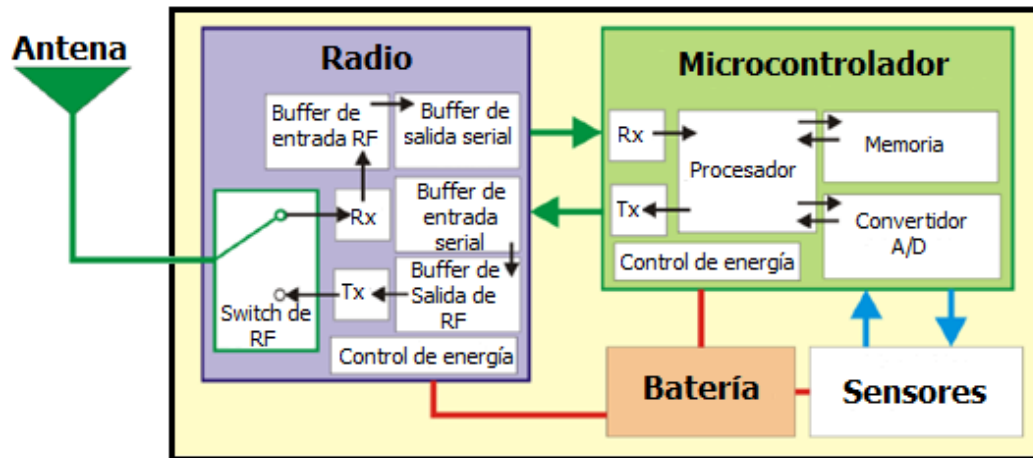 Antena
Radio
Buffer de
entrada RF
Buffer de
salida serial
Rx
Buffer de
entrada
serial
Tx
Buffer de
Salida de
RF
Switch de
RF
Control de energía
Microcontrolador
Rx
Procesador
Memoria
Tx
Convertidor
A/D
Control de energía
Batería
Sensores